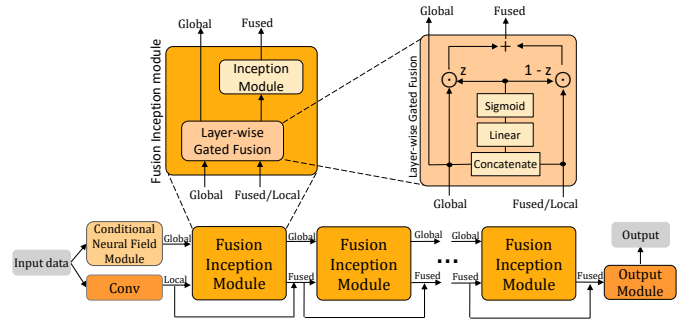 Global
Fused
Fusion Inception module
Inception
Module
Layer-wise
Gated Fusion
Global
Fused/Local
Global
Fused
Layer-wise Gated Fusion
+
z
1 - z
Sigmoid
Linear
Concatenate
Global
Fused/Local
Input data
Conditional
Neural Field
Module
Conv
Global
Local
Fusion
Inception
Module
Global
Fused
Fusion
Inception
Module
Global
Fused
...
Global
Fused
Fusion
Inception
Module
Fused
Output
Output
Module